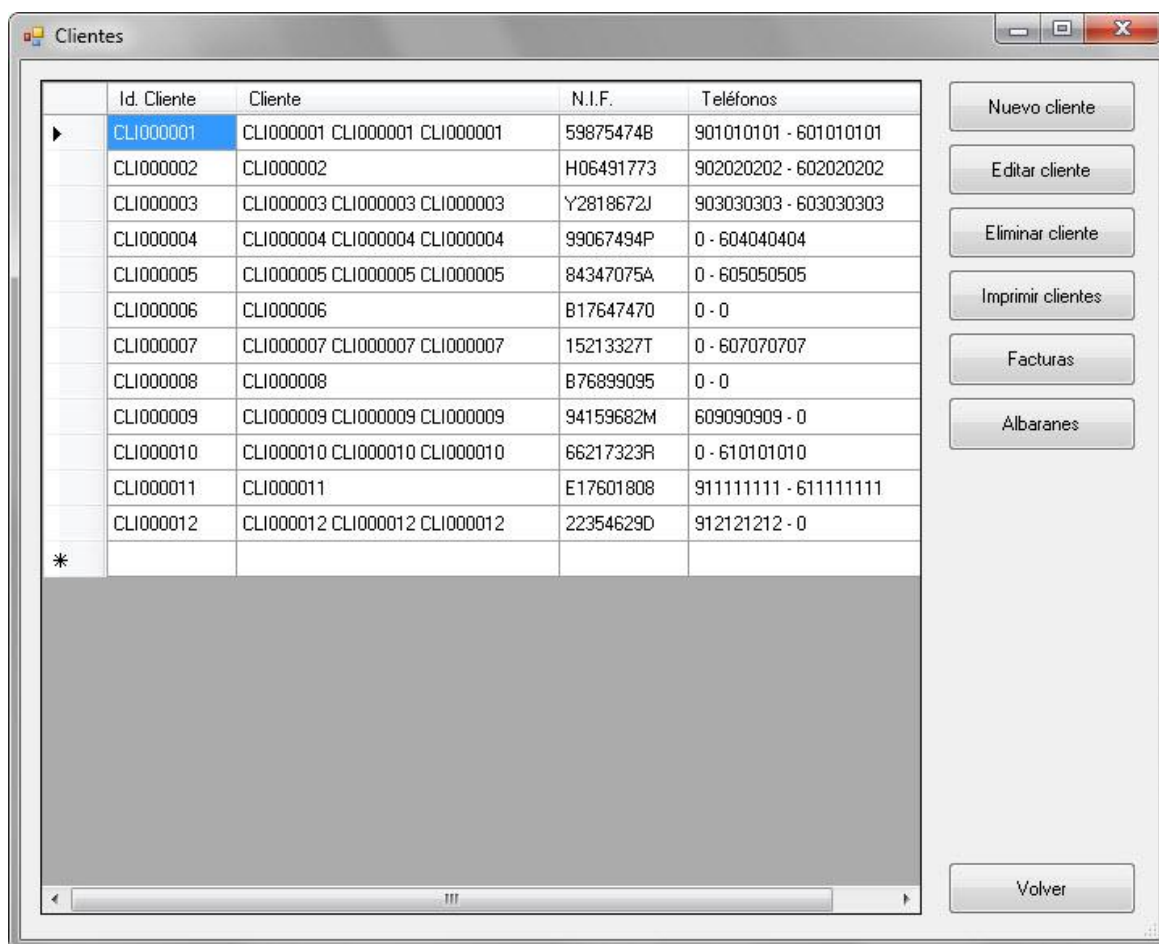 Clientes
Id. Cliente Cliente N.I.F. Teléfonos
CLI000001 CLI000001 CLI000001 CLI000001 59875474B 901010101 - 601010101
CLI000002 CLI000002 H06491773 902020202 - 602020202
CLI000003 CLI000003 CLI000003 CLI000003 Y2818672J 903030303 - 603030303
CLI000004 CLI000004 CLI000004 CLI000004 99067494P 0 - 604040404
CLI000005 CLI000005 CLI000005 CLI000005 84347075A 0 - 605050505
CLI000006 CLI000006 B17647470 0 - 0
CLI000007 CLI000007 CLI000007 CLI000007 15213327T 0 - 607070707
CLI000008 CLI000008 B76899095 0 - 0
CLI000009 CLI000009 CLI000009 CLI000009 94159682M 609090909 - 0
CLI000010 CLI000010 CLI000010 CLI000010 66217323R 0 - 610101010
CLI000011 CLI000011 E17601808 911111111 - 611111111
CLI000012 CLI000012 CLI000012 CLI000012 22354629D 912121212 - 0
Nuevo cliente
Editar cliente
Eliminar cliente
Imprimir clientes
Facturas
Albaranes
Volver